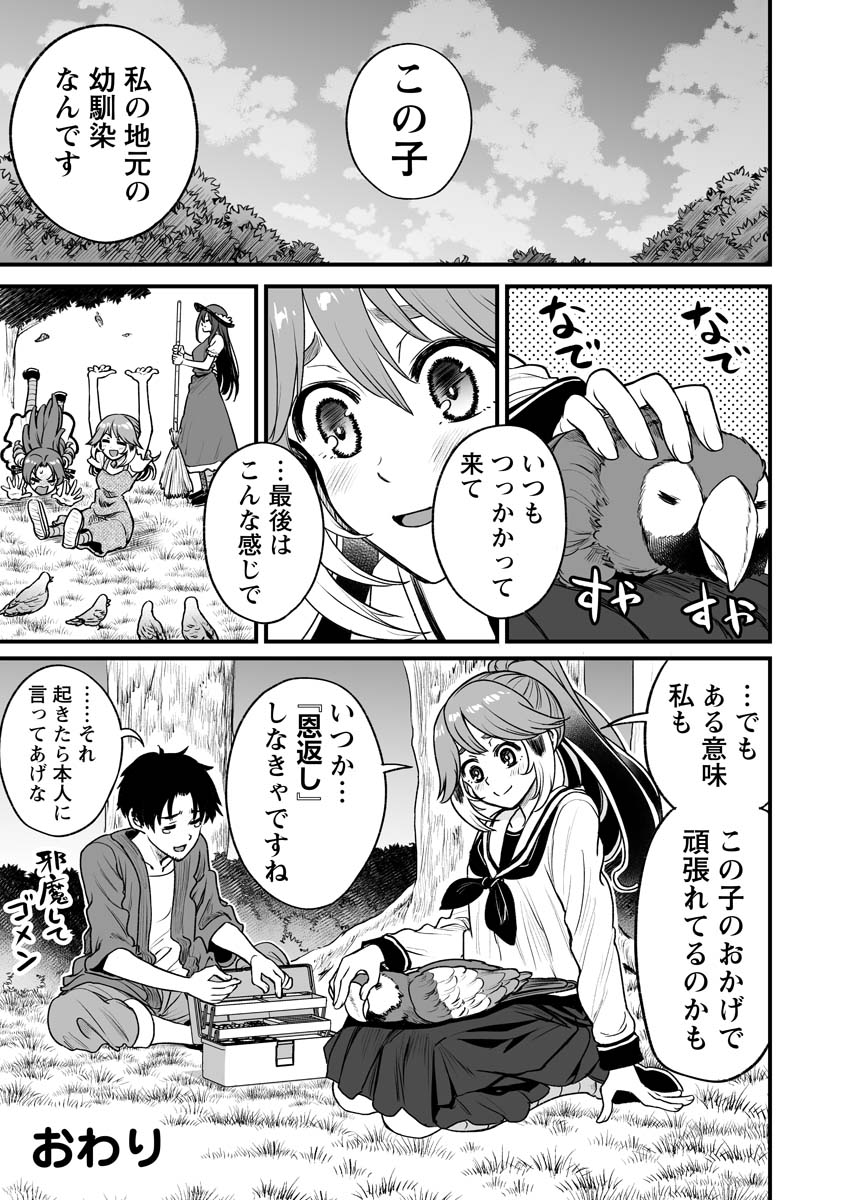 この子
私の地元の
幼馴染
なんです
なで
なで
いつも
つっかかって
来て
すや
すや
…最後は
こんな感じで
…でも
ある意味
私も
この子のおかげで
頑張れてるのかも
いつか…
『恩返し』
しなきゃですね
……それ
起きたら本人に
言ってあげな
邪魔して
ゴメン
おわり